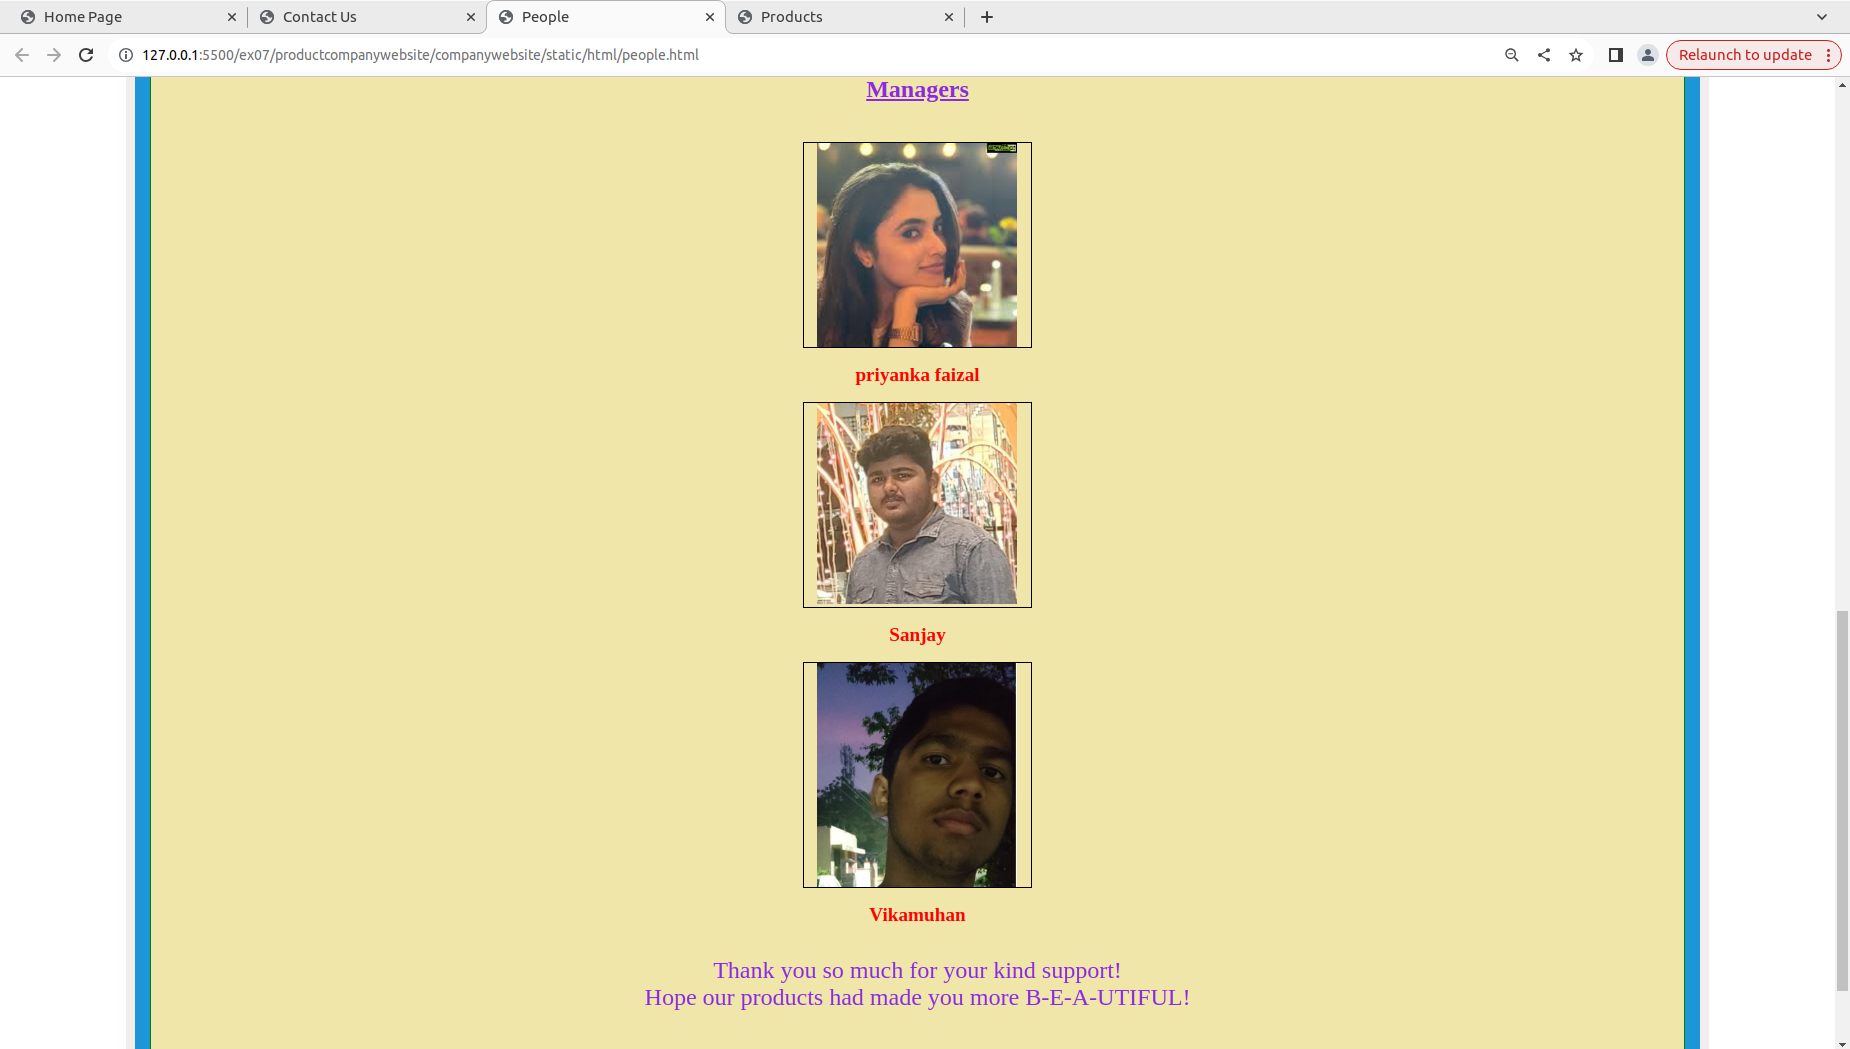 Home Page
Contact Us
People
Products
127.0.0.1:5500/ex07/productcompanywebsite/companywebsite/static/html/people.html
Relaunch to update
Managers
priyanka faizal
Sanjay
Vikamuhan
Thank you so much for your kind support!
Hope our products had made you more B-E-A-UTIFUL!